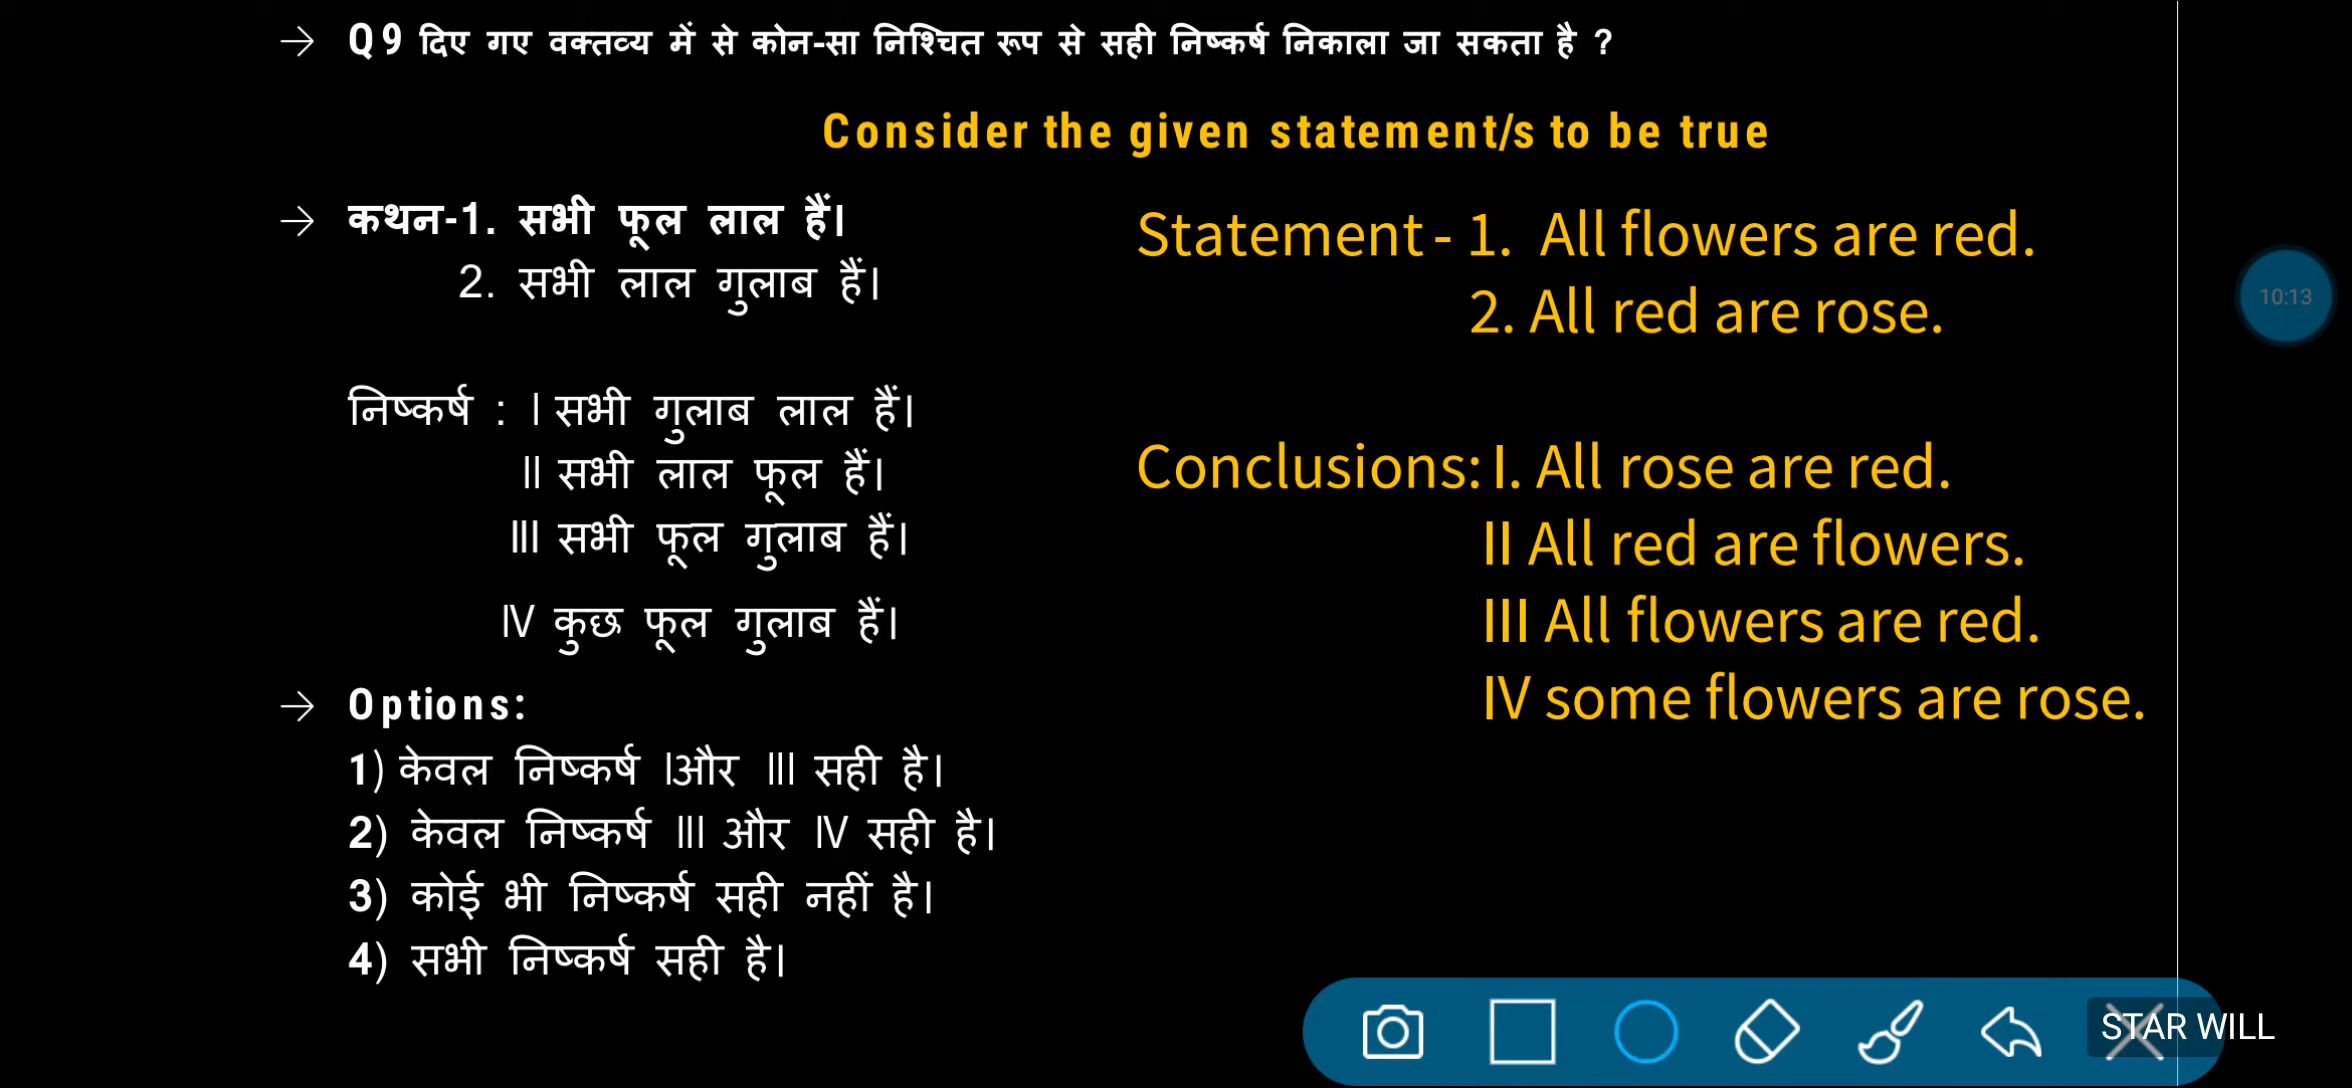 → Q9 दिए गए वक्तव्य में से कोन-सा निश्चित रूप से सही निष्कर्ष निकाला जा सकता है ?
Consider the given statement/s to be true
→ कथन-1. सभी फूल लाल हैं।
2. सभी लाल गुलाब हैं।
निष्कर्ष : I सभी गुलाब लाल हैं।
II सभी लाल फूल हैं।
III सभी फूल गुलाब हैं।
IV कुछ फूल गुलाब हैं।
→ Options:
1) केवल निष्कर्ष Iऔर III सही है।
2) केवल निष्कर्ष III और IV सही है।
3) कोई भी निष्कर्ष सही नहीं है।
4) सभी निष्कर्ष सही है।
Statement - 1. All flowers are red.
2. All red are rose.
Conclusions: I. All rose are red.
II All red are flowers.
III All flowers are red.
IV some flowers are rose.
10:13
STAR WILL